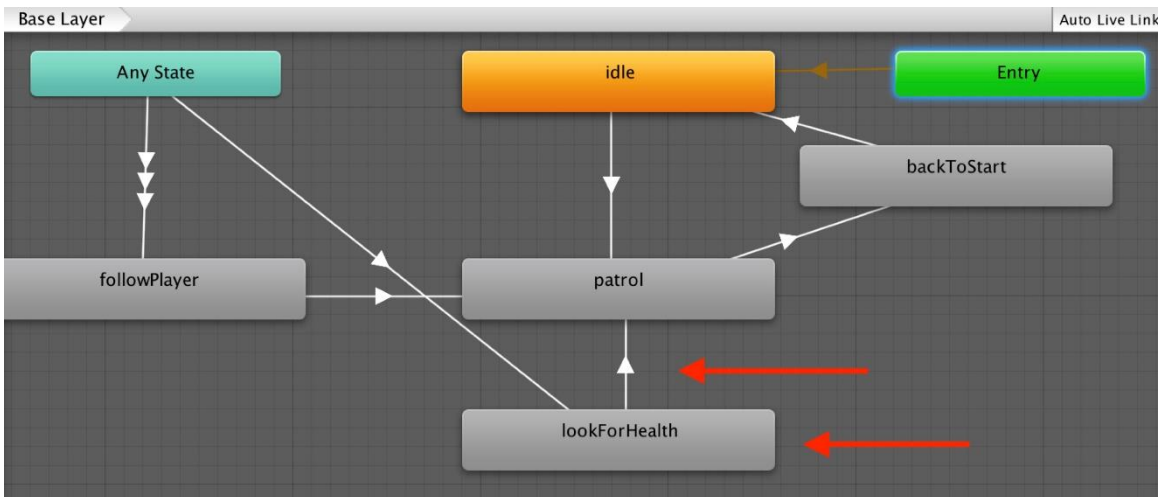 Base Layer
Auto Live Link
Any State
idle
Entry
backToStart
followPlayer
patrol
lookForHealth